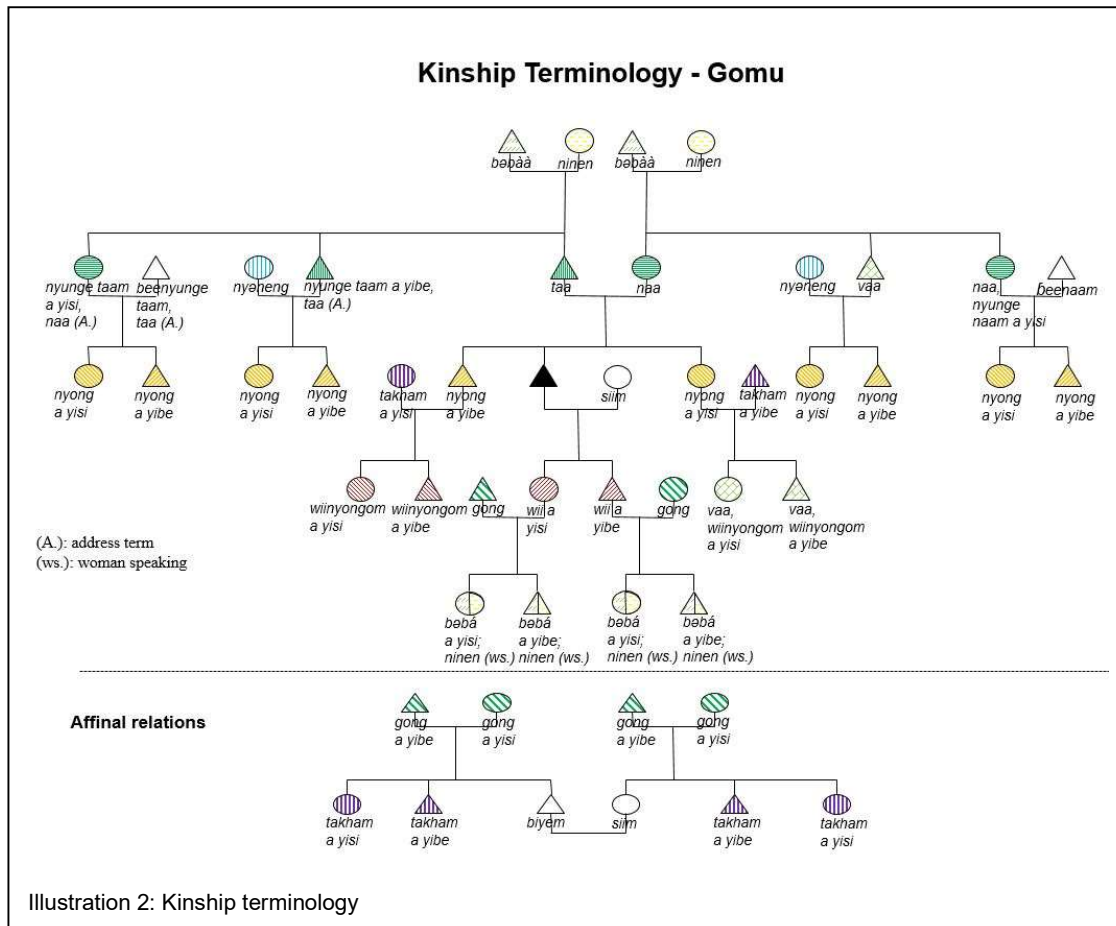 Kinship Terminology - Gomu
bəbàà
ninen
bəbàà
ninen
nyunge taam
a yisi,
naa (A.)
beenyunge
taam,
taa (A.)
nyəneng
nyunge taam a yibe,
taa (A.)
taa
naa
nyəneng
vaa
naa,
nyunge
naam a yisi
beenaam
nyong
a yisi
nyong
a yibe
nyong
a yisi
nyong
a yibe
takham
a yisi
nyong
a yibe
siim
nyong
a yisi
takham
a yibe
nyong
a yisi
nyong
a yibe
nyong
a yisi
nyong
a yibe
wiinyongom
a yisi
wiinyongom
a yibe
gong
wii a
yisi
wii a
yibe
gong
vaa,
wiinyongom
a yisi
vaa,
wiinyongom
a yibe
(A.): address term
(ws.): woman speaking
bəbá
a yisi;
ninen (ws.)
bəbá
a yibe;
ninen (ws.)
bəbá
a yisi;
ninen (ws.)
bəbá
a yibe;
ninen (ws.)
Affinal relations
gong
a yibe
gong
a yisi
gong
a yibe
gong
a yisi
takham
a yisi
takham
a yibe
biyem
siim
takham
a yibe
takham
a yisi
Illustration 2: Kinship terminology